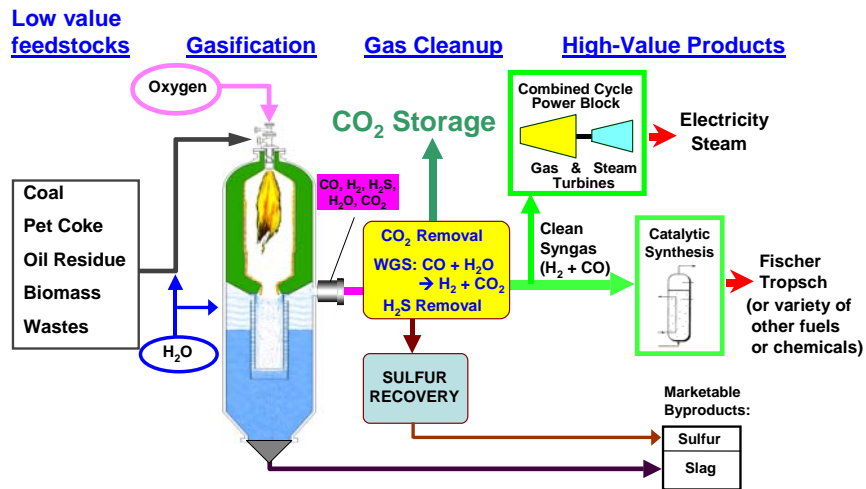 Low value
feedstocks
Gasification
Gas Cleanup
High-Value Products
Oxygen
Coal
Pet Coke
Oil Residue
Biomass
Wastes
H₂O
CO, H₂, H₂S,
H₂O, CO₂
CO₂ Storage
CO₂ Removal
WGS: CO + H₂O
→ H₂ + CO₂
H₂S Removal
SULFUR
RECOVERY
Combined Cycle
Power Block
Gas & Steam
Turbines
Electricity
Steam
Clean
Syngas
(H₂ + CO)
Catalytic
Synthesis
Fischer
Tropsch
(or variety of
other fuels
or chemicals)
Marketable
Byproducts:
Sulfur
Slag